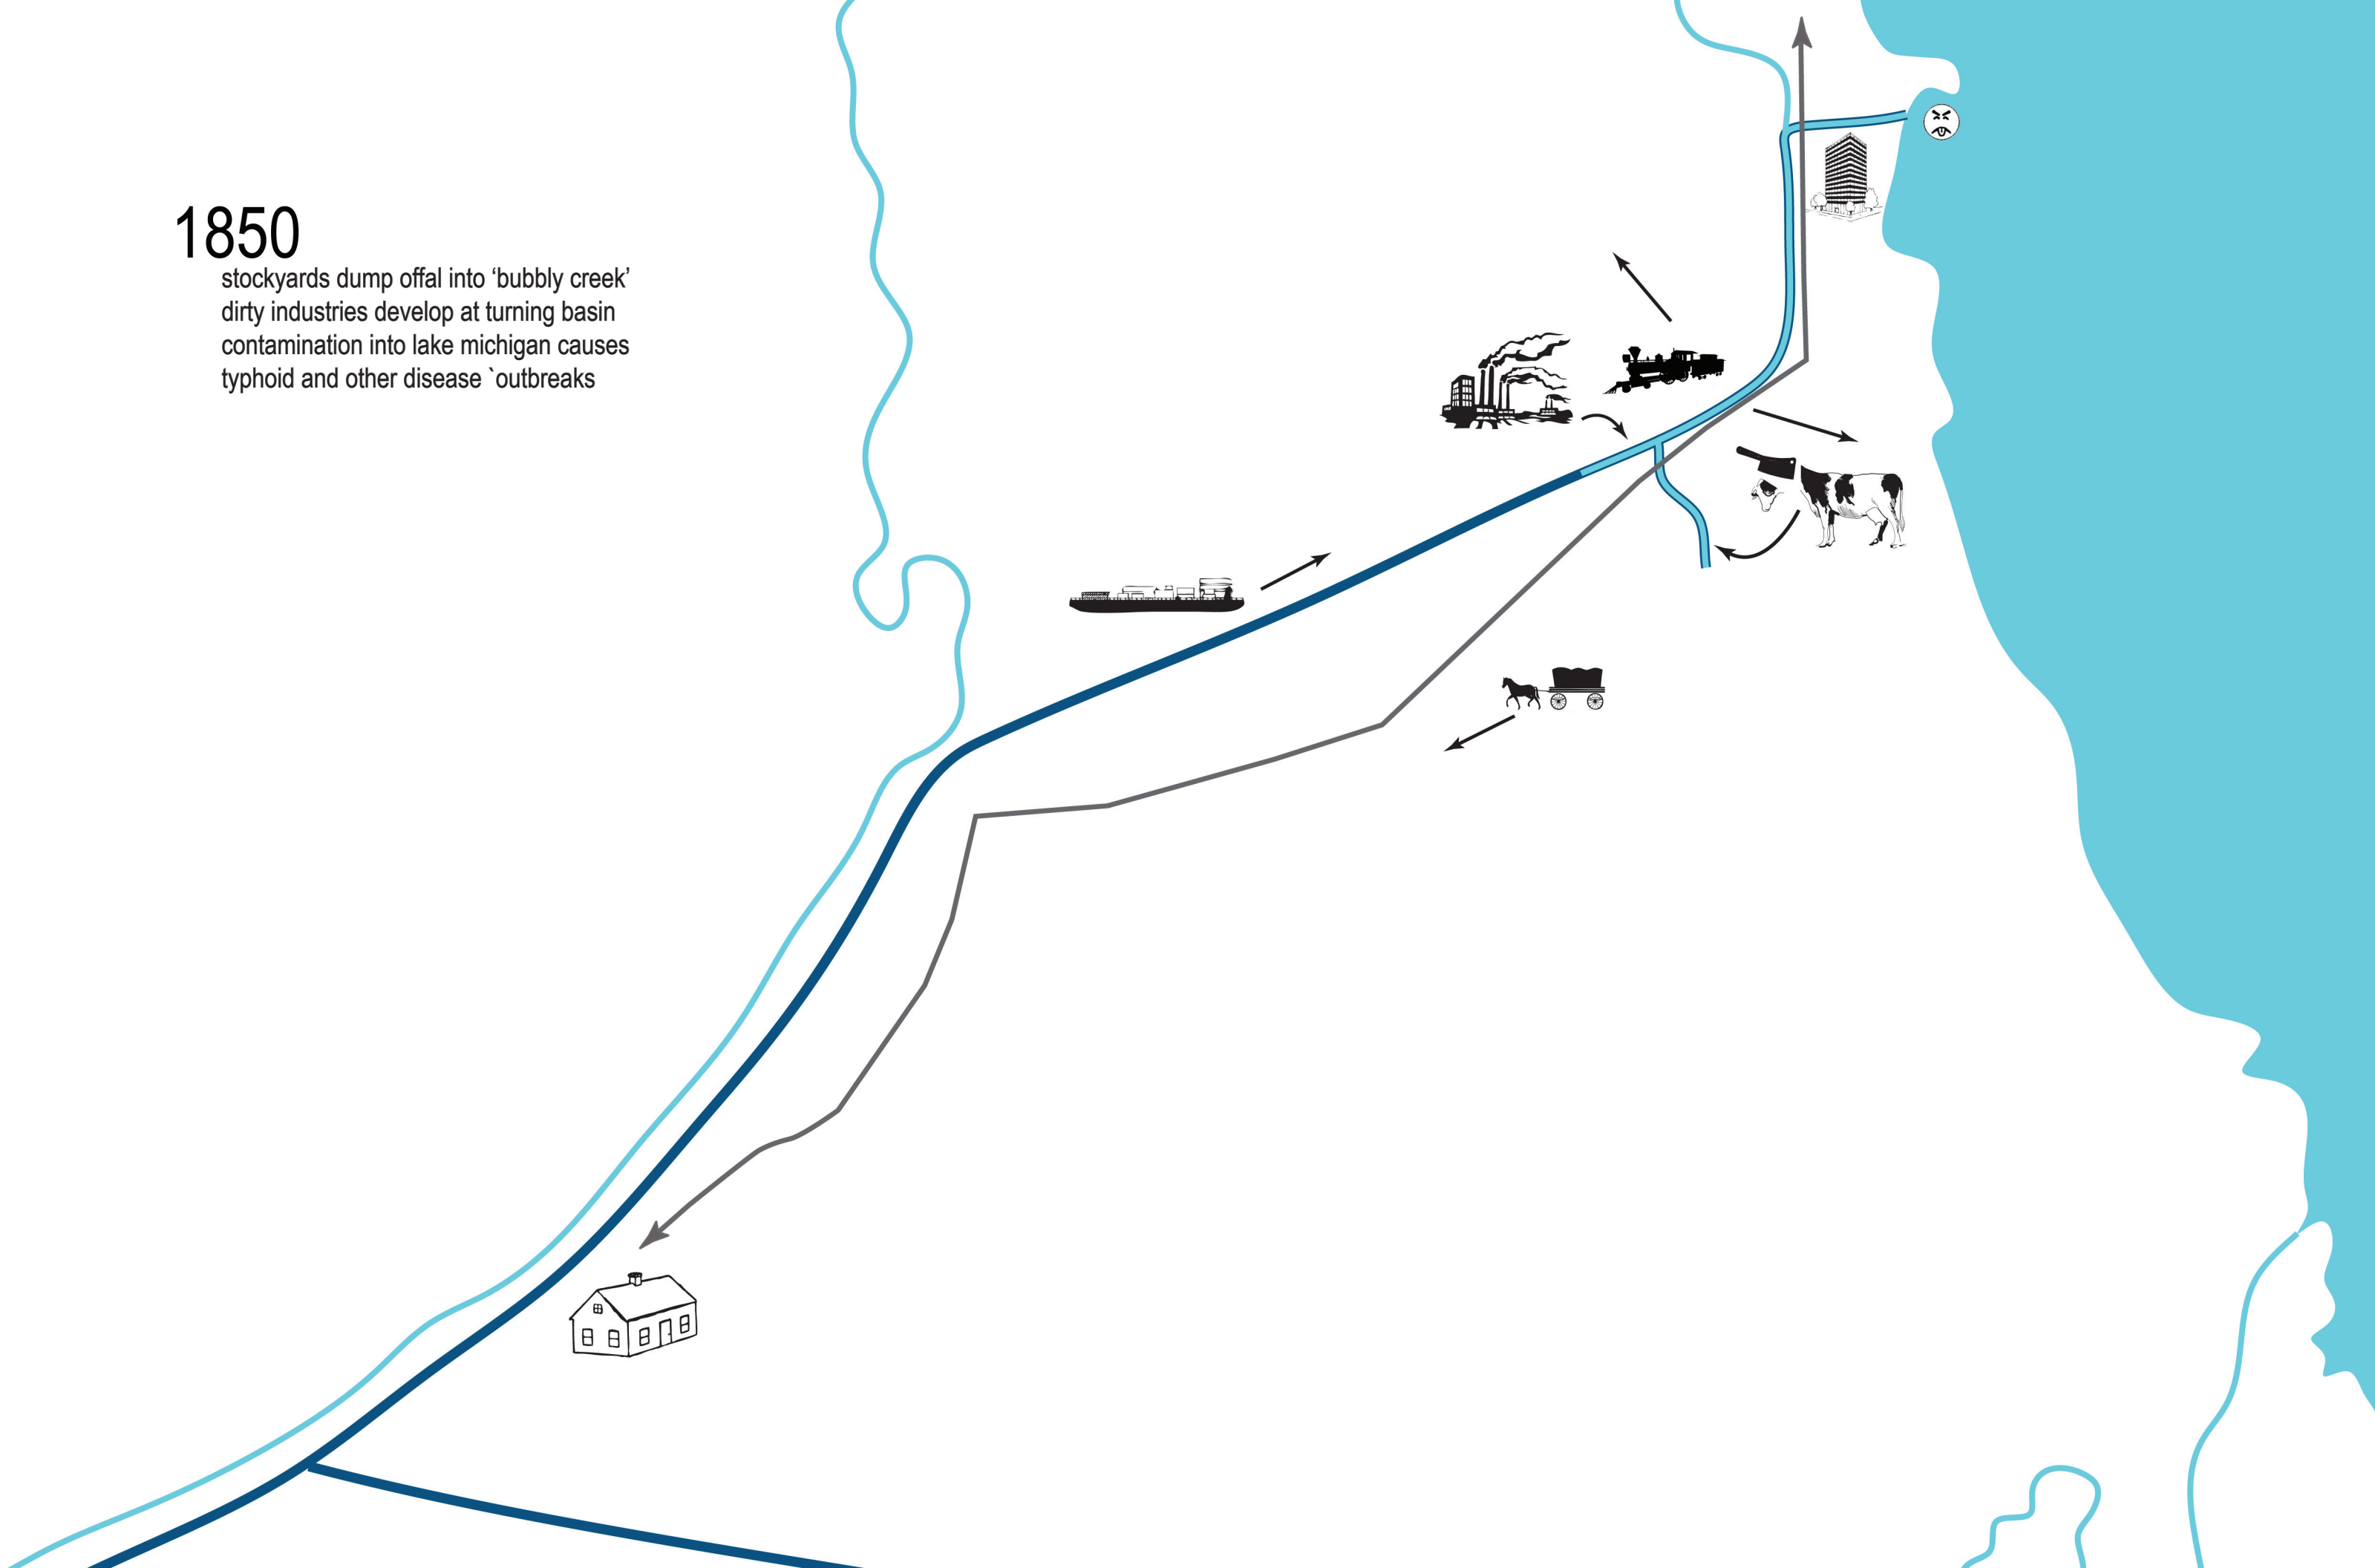 1850
stockyards dump offal into ‘bubbly creek’
dirty industries develop at turning basin
contamination into lake michigan causes
typhoid and other disease `outbreaks